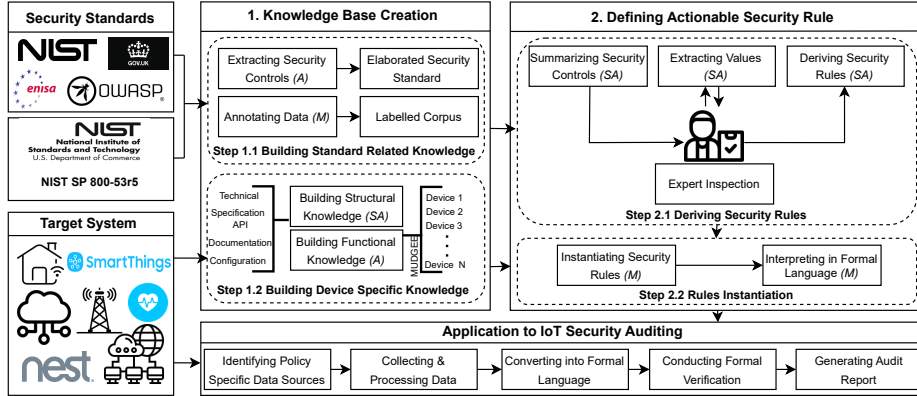 Security Standards
NIST
GOV.UK
enisa
OWASP®
NIST
National Institute of
Standards and Technology
U.S. Department of Commerce
NIST SP 800-53r5
Target System
SmartThings
nest
1. Knowledge Base Creation
Extracting Security
Controls (A)
Elaborated Security
Standard
Annotating Data (M)
Labelled Corpus
Step 1.1 Building Standard Related Knowledge
Technical
Specification
API
Documentation
Configuration
Building Structural
Knowledge (SA)
Building Functional
Knowledge (A)
MUDGEE
Device 1
Device 2
Device 3
Device N
Step 1.2 Building Device Specific Knowledge
2. Defining Actionable Security Rule
Summarizing Security
Controls (SA)
Extracting Values
(SA)
Deriving Security
Rules (SA)
Expert Inspection
Step 2.1 Deriving Security Rules
Instantiating Security
Rules (M)
Interpreting in Formal
Language (M)
Step 2.2 Rules Instantiation
Application to IoT Security Auditing
Identifying Policy
Specific Data Sources
Collecting &
Processing Data
Converting into Formal
Language
Conducting Formal
Verification
Generating Audit
Report